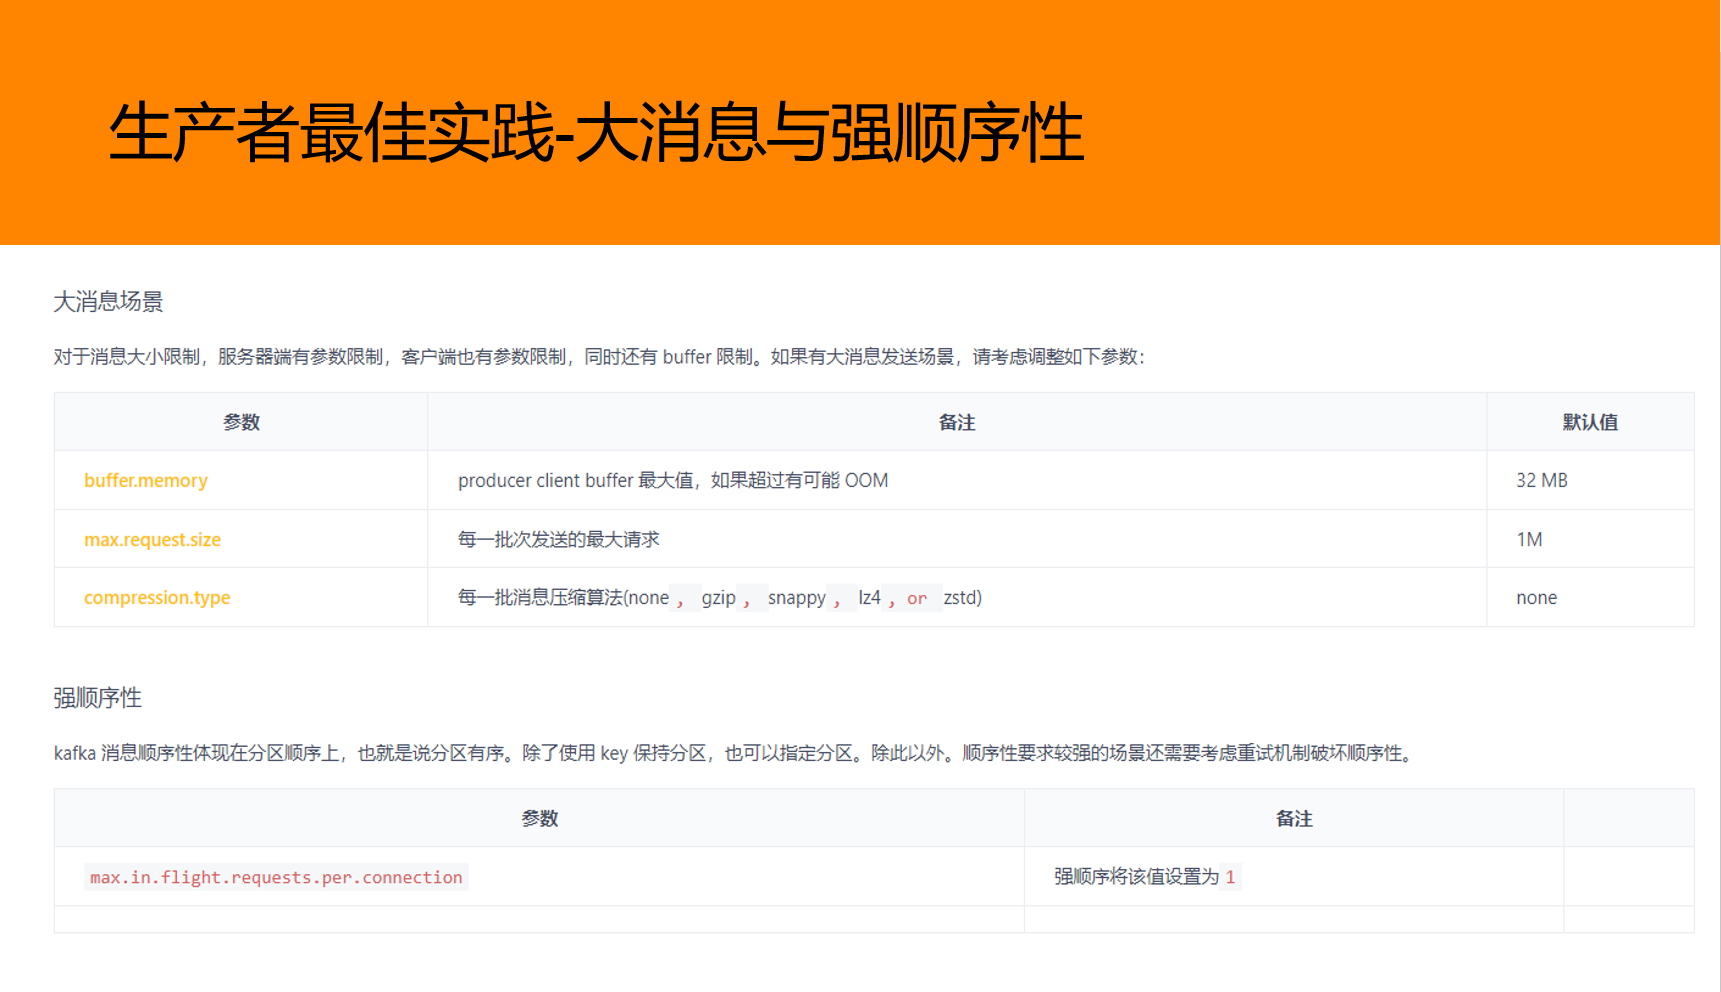 生产者最佳实践-大消息与强顺序性
大消息场景
对于消息大小限制，服务器端有参数限制，客户端也有参数限制，同时还有 buffer 限制。如果有大消息发送场景，请考虑调整如下参数：
参数 备注 默认值
buffer.memory producer client buffer 最大值，如果超过有可能 OOM 32 MB
max.request.size 每一批次发送的最大请求 1M
compression.type 每一批消息压缩算法(none , gzip , snappy , lz4 , or zstd) none
强顺序性
kafka 消息顺序性体现在分区顺序上，也就是说分区有序。除了使用 key 保持分区，也可以指定分区。除此以外。顺序性要求较强的场景还需要考虑重试机制破坏顺序性。
参数 备注
max.in.flight.requests.per.connection 强顺序将该值设置为 1